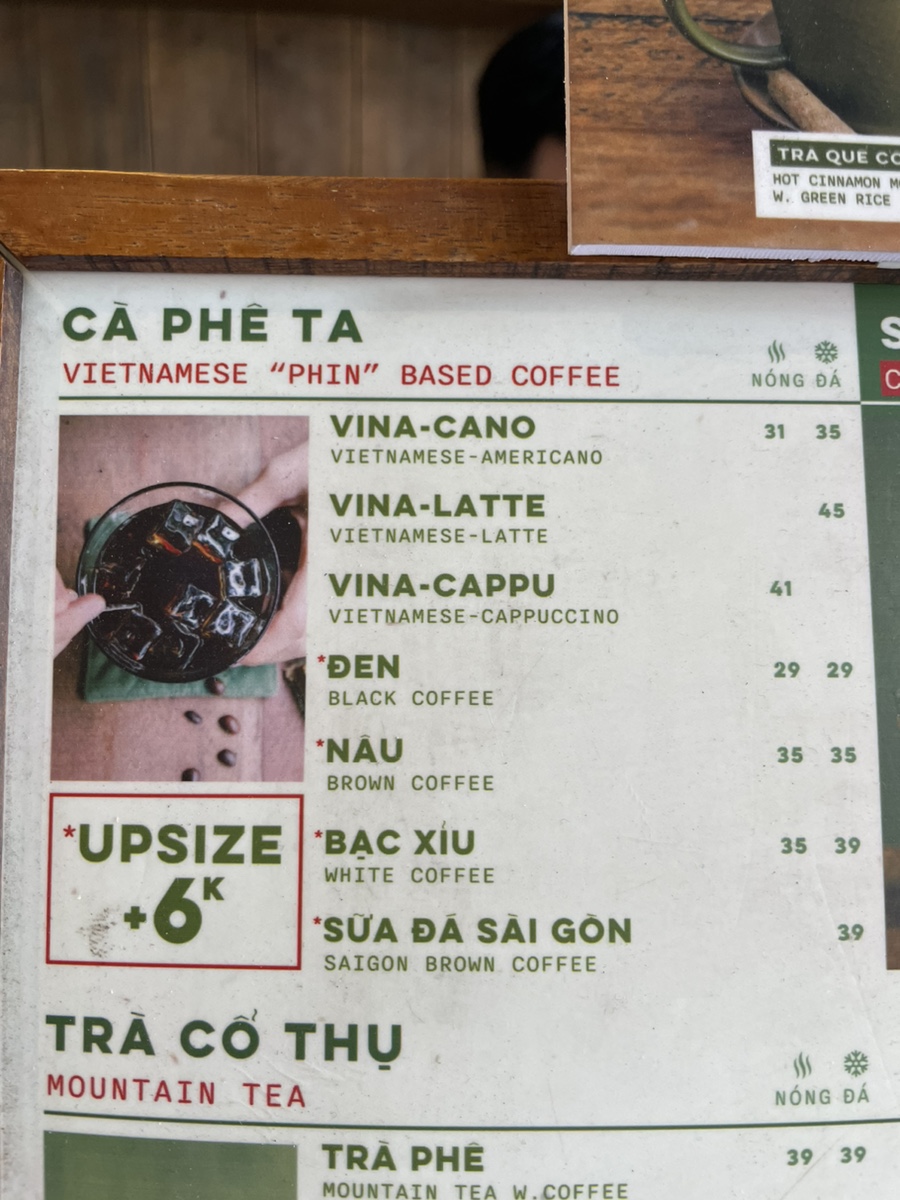 TRÀ QUE CO
HOT CINNAMON
W. GREEN RICE
CÀ PHÊ TA
VIETNAMESE “PHIN” BASED COFFEE
NÓNG ĐÁ
VINA-CANO 31 35
VIETNAMESE-AMERICANO
VINA-LATTE 45
VIETNAMESE-LATTE
VINA-CAPPU 41
VIETNAMESE-CAPPUCCINO
*ĐEN 29 29
BLACK COFFEE
*NÂU 35 35
BROWN COFFEE
*BẠC XỈU 35 39
WHITE COFFEE
*SỮA ĐÁ SÀI GÒN 39
SAIGON BROWN COFFEE
*UPSIZE
+6K
TRÀ CỔ THỤ
MOUNTAIN TEA
NÓNG ĐÁ
TRÀ PHÊ 39 39
MOUNTAIN TEA W.COFFEE